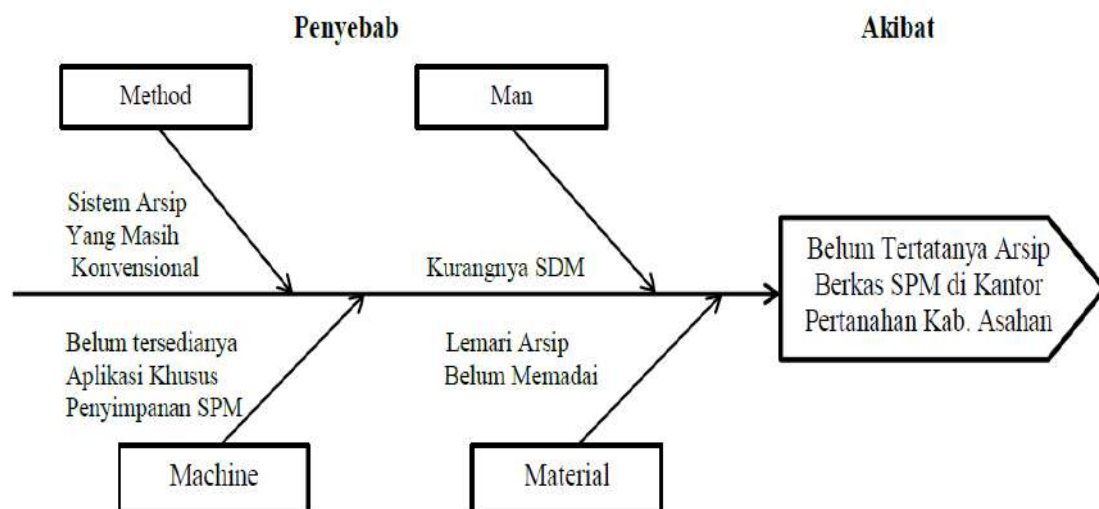 Penyebab
Akibat
Method
Man
Sistem Arsip
Yang Masih
Konvensional
Kurangnya SDM
Belum Tertatanya Arsip
Berkas SPM di Kantor
Pertanahan Kab. Asahan
Belum tersedianya
Aplikasi Khusus
Penyimpanan SPM
Lemari Arsip
Belum Memadai
Machine
Material